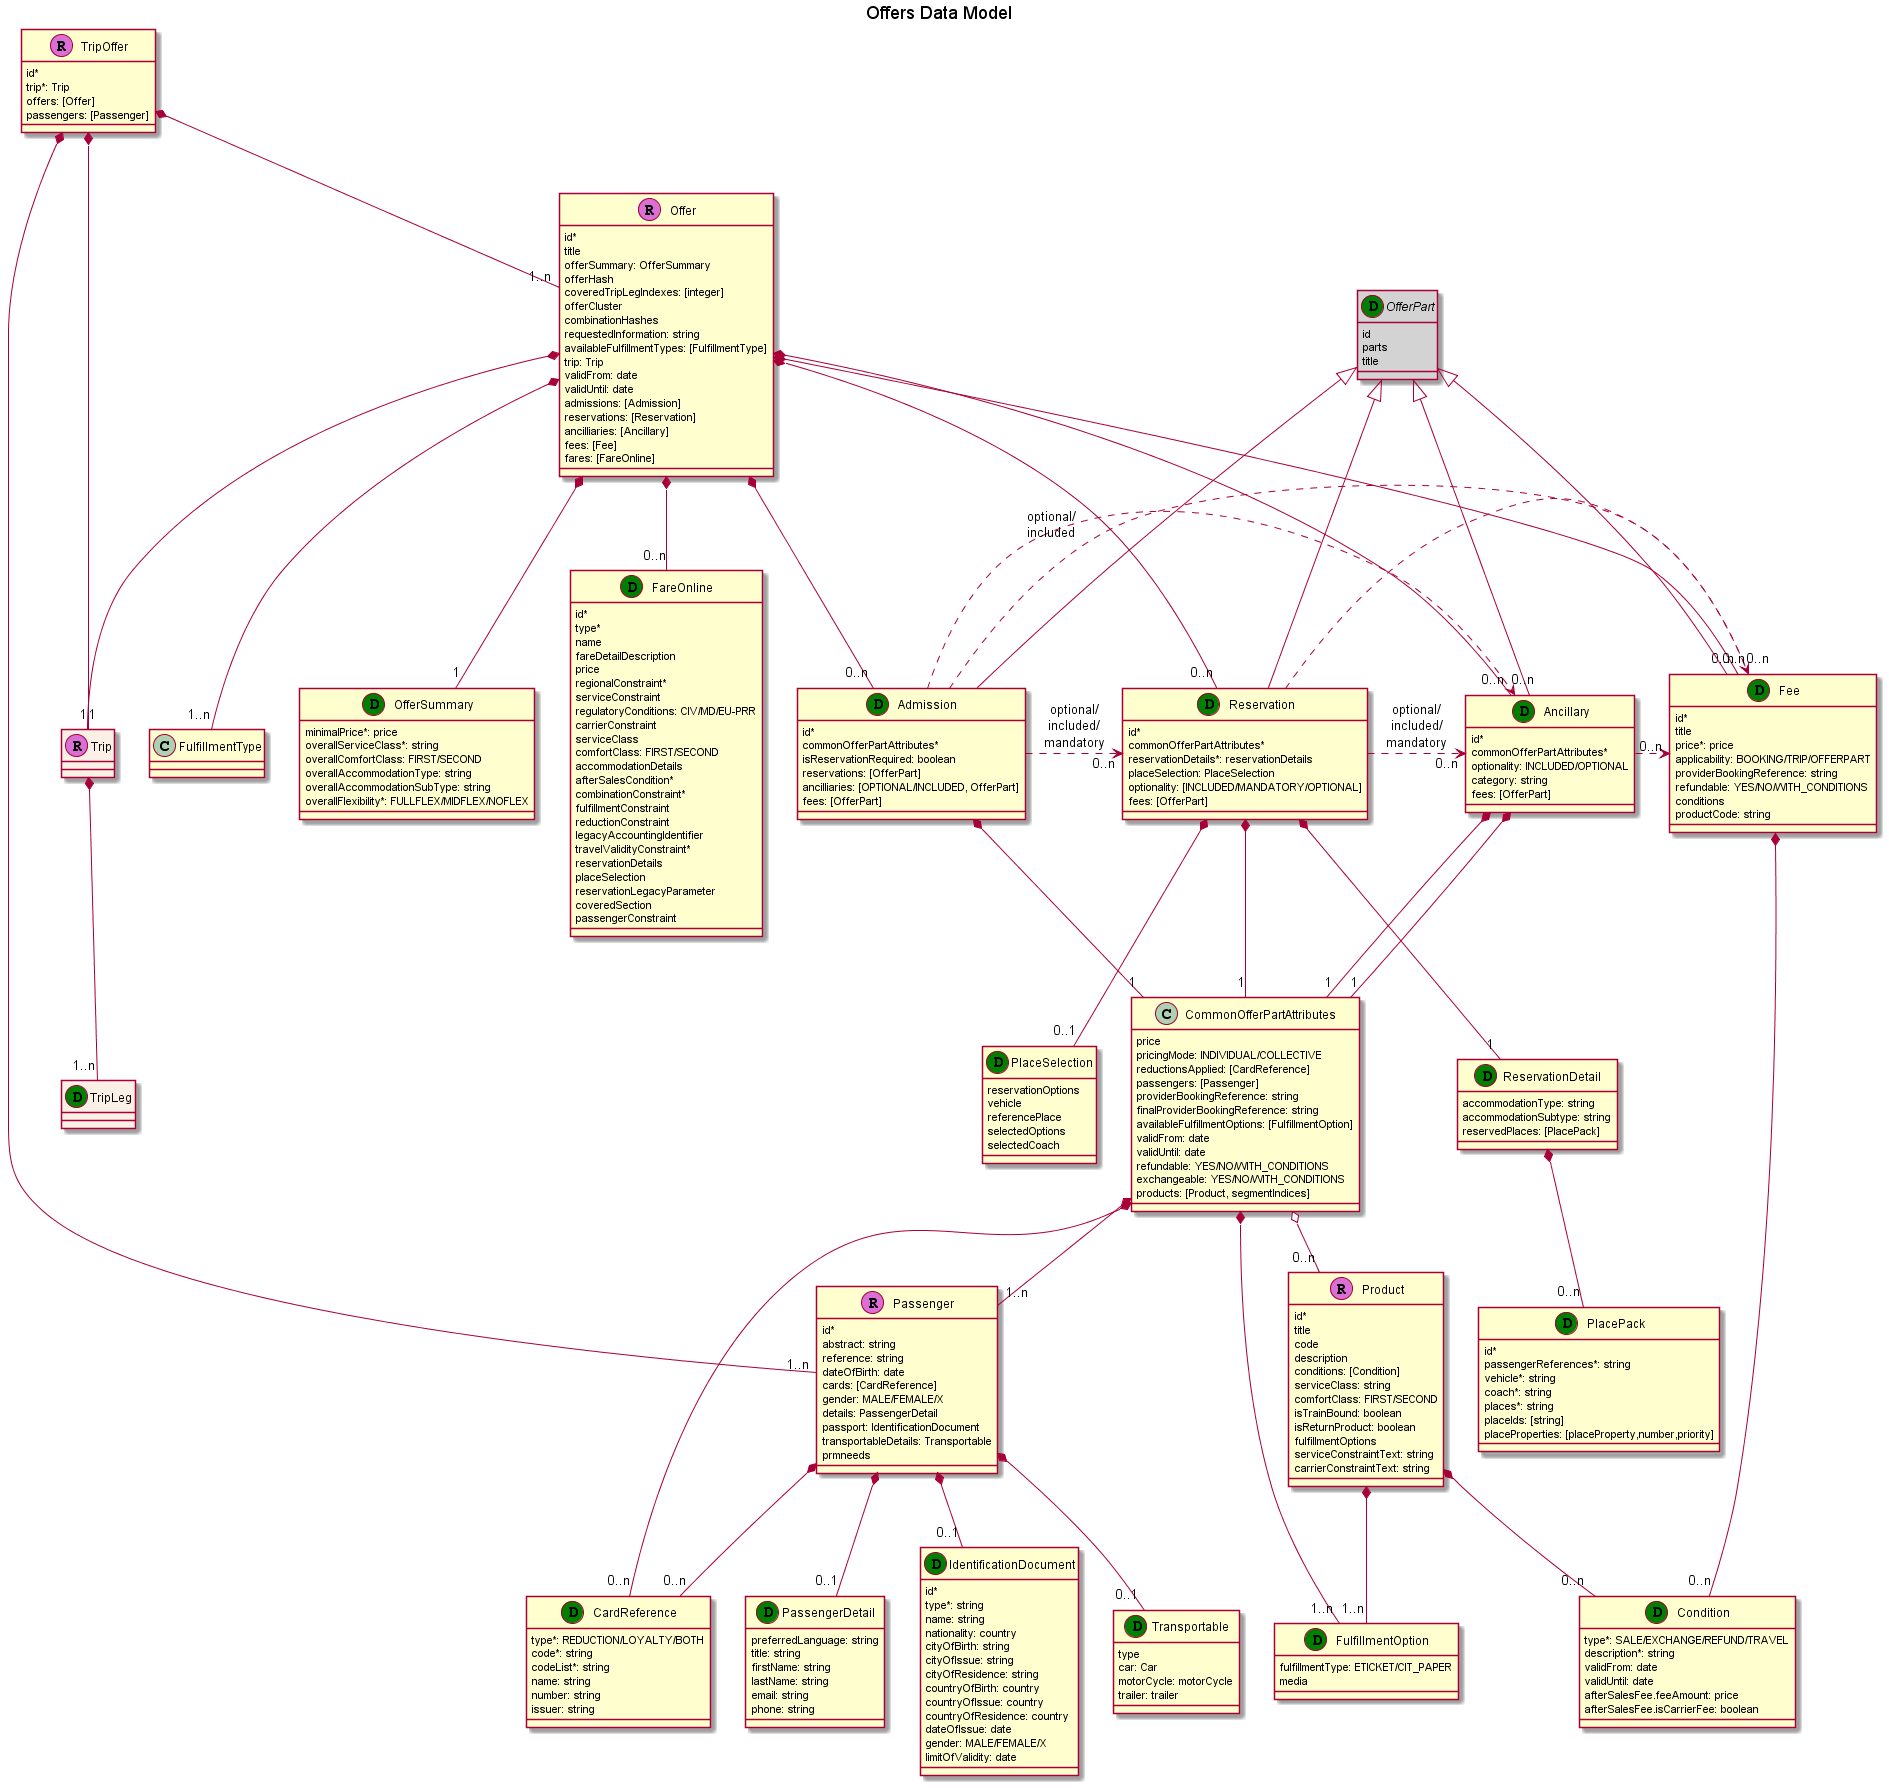 Offers Data Model
R TripOffer
id*
trip*: Trip
offers: [Offer]
passengers: [Passenger]
R Offer
id*
title
offerSummary: OfferSummary
offerHash
coveredTripLegIndexes: [integer]
offerCluster
combinationHashes
requestedInformation: string
availableFulfillmentTypes: [FulfillmentType]
trip: Trip
validFrom: date
validUntil: date
admissions: [Admission]
reservations: [Reservation]
ancilliaries: [Ancillary]
fees: [Fee]
fares: [FareOnline]
1..n
D OfferPart
id
parts
title
optional/
included
0..n
D FareOnline
id*
type*
name
fareDetailDescription
price
regionalConstraint*
serviceConstraint
regulatoryConditions: CIV/MD/EU-PRR
carrierConstraint
serviceClass
comfortClass: FIRST/SECOND
accommodationDetails
afterSalesCondition*
combinationConstraint*
fulfillmentConstraint
reductionConstraint
legacyAccountingIdentifier
travelValidityConstraint*
reservationDetails
placeSelection
reservationLegacyParameter
coveredSection
passengerConstraint
1
1
R Trip
1..n
C FulfillmentType
1
D OfferSummary
minimalPrice*: price
overallServiceClass*: string
overallComfortClass: FIRST/SECOND
overallAccommodationType: string
overallAccommodationSubType: string
overallFlexibility*: FULLFLEX/MIDFLEX/NOFLEX
0..n
D Admission
id*
commonOfferPartAttributes*
isReservationRequired: boolean
reservations: [OfferPart]
ancilliaries: [OPTIONAL/INCLUDED, OfferPart]
fees: [OfferPart]
optional/
included/
mandatory
0..n
0..n
D Reservation
id*
commonOfferPartAttributes*
reservationDetails*: reservationDetails
placeSelection: PlaceSelection
optionality: [INCLUDED/MANDATORY/OPTIONAL]
fees: [OfferPart]
optional/
included/
mandatory
0..n
0..n
0..n
D Ancillary
id*
commonOfferPartAttributes*
optionality: INCLUDED/OPTIONAL
category: string
fees: [OfferPart]
0..n
0..n
0..n
0..n
D Fee
id*
title
price*: price
applicability: BOOKING/TRIP/OFFERPART
providerBookingReference: string
refundable: YES/NO/WITH_CONDITIONS
conditions
productCode: string
1..n
D TripLeg
0..1
D PlaceSelection
reservationOptions
vehicle
referencePlace
selectedOptions
selectedCoach
1
1
1
1
C CommonOfferPartAttributes
price
pricingMode: INDIVIDUAL/COLLECTIVE
reductionsApplied: [CardReference]
passengers: [Passenger]
providerBookingReference: string
finalProviderBookingReference: string
availableFulfillmentOptions: [FulfillmentOption]
validFrom: date
validUntil: date
refundable: YES/NO/WITH_CONDITIONS
exchangeable: YES/NO/WITH_CONDITIONS
products: [Product, segmentIndices]
1
D ReservationDetail
accommodationType: string
accommodationSubtype: string
reservedPlaces: [PlacePack]
1..n
1..n
R Passenger
id*
abstract: string
reference: string
dateOfBirth: date
cards: [CardReference]
gender: MALE/FEMALE/X
details: PassengerDetail
passport: IdentificationDocument
transportableDetails: Transportable
prmneeds
0..n
R Product
id*
title
code
description
conditions: [Condition]
serviceClass: string
comfortClass: FIRST/SECOND
isTrainBound: boolean
isReturnProduct: boolean
fulfillmentOptions
serviceConstraintText: string
carrierConstraintText: string
0..n
D PlacePack
id*
passengerReferences*: string
vehicle*: string
coach*: string
places*: string
placeIds: [string]
placeProperties: [placeProperty,number,priority]
0..n
0..n
D CardReference
type*: REDUCTION/LOYALTY/BOTH
code*: string
codeList*: string
name: string
number: string
issuer: string
0..1
D PassengerDetail
preferredLanguage: string
title: string
firstName: string
lastName: string
email: string
phone: string
0..1
D IdentificationDocument
id*
type*: string
name: string
nationality: country
cityOfBirth: string
cityOfIssue: string
cityOfResidence: string
countryOfBirth: country
countryOfIssue: country
countryOfResidence: country
dateOfIssue: date
gender: MALE/FEMALE/X
limitOfValidity: date
0..1
D Transportable
type
car: Car
motorCycle: motorCycle
trailer: trailer
1..n
1..n
D FulfillmentOption
fulfillmentType: ETICKET/CIT_PAPER
media
0..n
0..n
D Condition
type*: SALE/EXCHANGE/REFUND/TRAVEL
description*: string
validFrom: date
validUntil: date
afterSalesFee.feeAmount: price
afterSalesFee.isCarrierFee: boolean